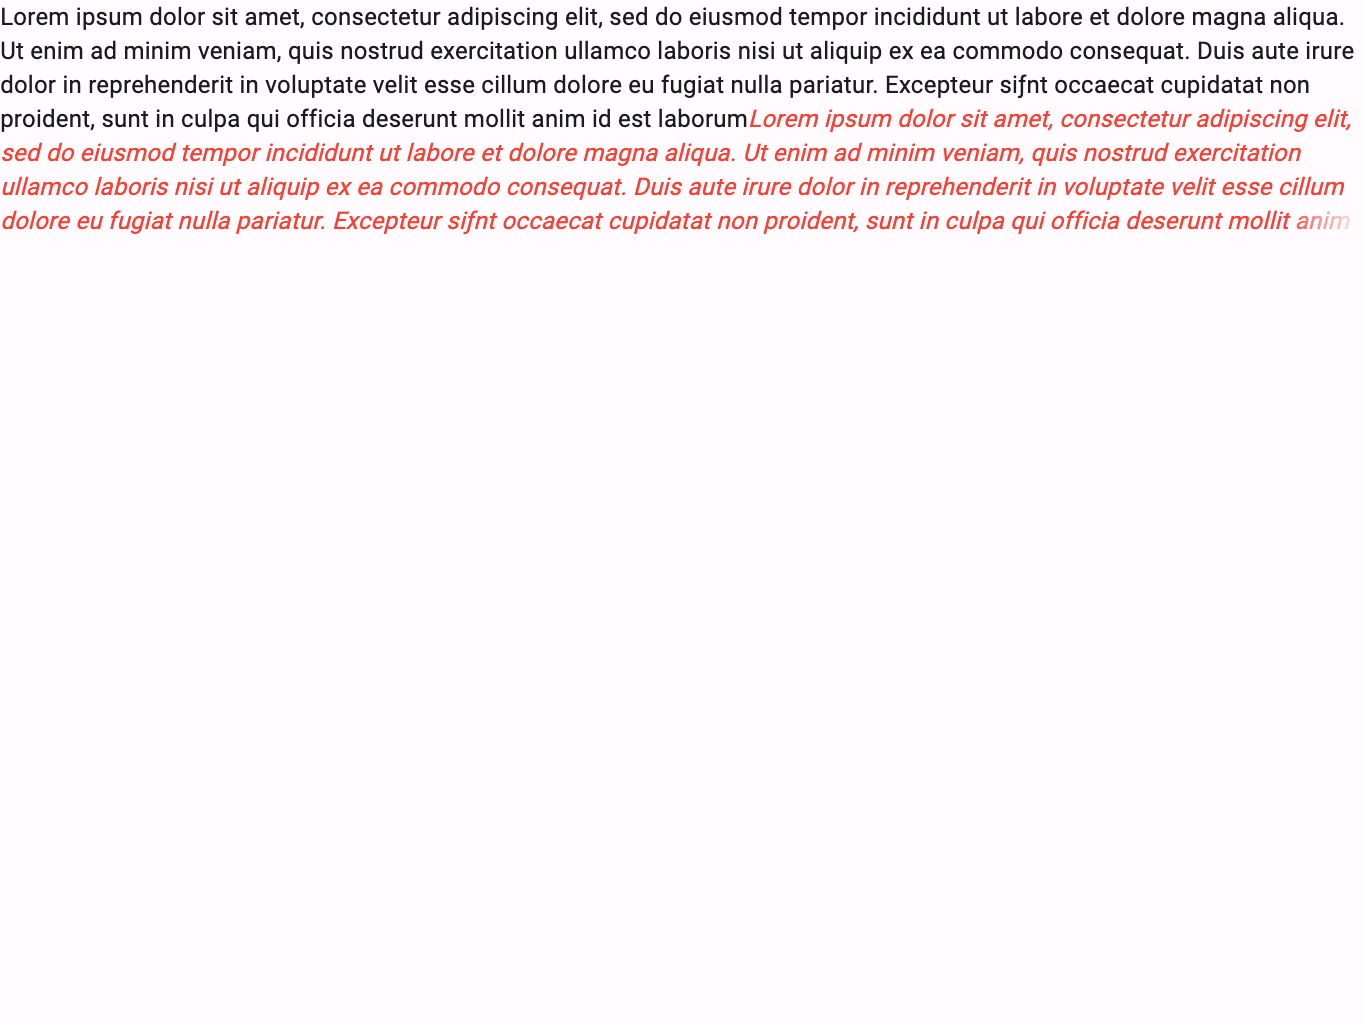 Lorem ipsum dolor sit amet, consectetur adipiscing elit, sed do eiusmod tempor incididunt ut labore et dolore magna aliqua.
Ut enim ad minim veniam, quis nostrud exercitation ullamco laboris nisi ut aliquip ex ea commodo consequat. Duis aute irure
dolor in reprehenderit in voluptate velit esse cillum dolore eu fugiat nulla pariatur. Excepteur siƒnt occaecat cupidatat non
proident, sunt in culpa qui officia deserunt mollit anim id est laborumLorem ipsum dolor sit amet, consectetur adipiscing elit,
sed do eiusmod tempor incididunt ut labore et dolore magna aliqua. Ut enim ad minim veniam, quis nostrud exercitation
ullamco laboris nisi ut aliquip ex ea commodo consequat. Duis aute irure dolor in reprehenderit in voluptate velit esse cillum
dolore eu fugiat nulla pariatur. Excepteur siƒnt occaecat cupidatat non proident, sunt in culpa qui officia deserunt mollit anim